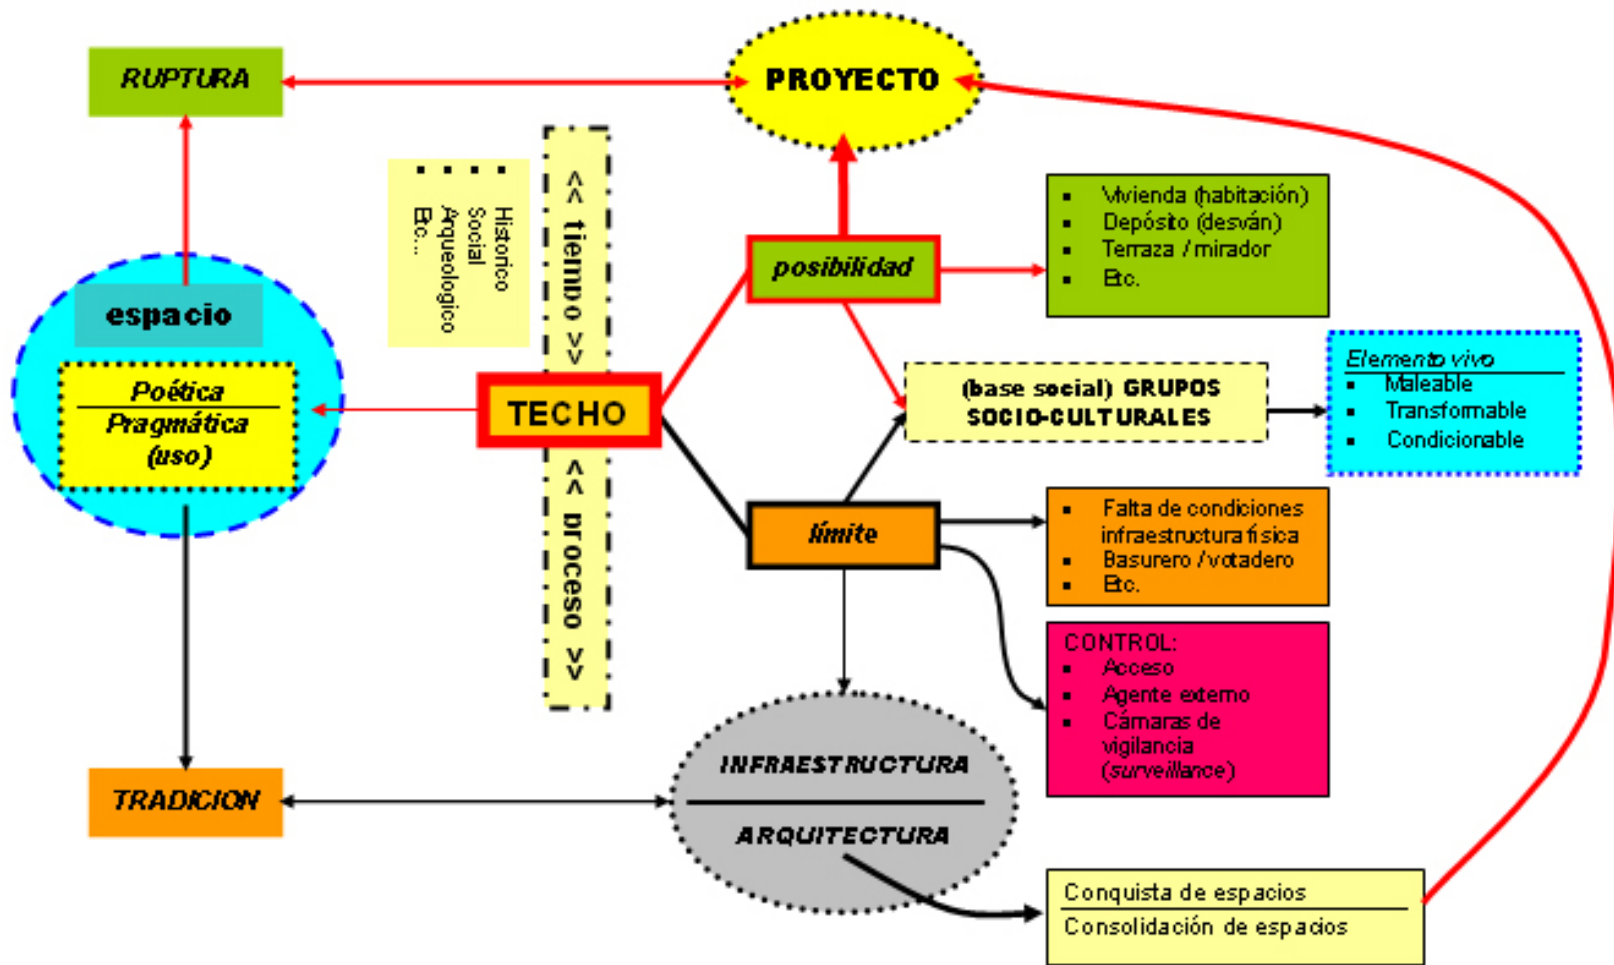 RUPTURA
PROYECTO
<< tiempo >>
▪ Historico
▪ Social
▪ Arqueologico
▪ Etc...
posibilidad
▪ Vivienda (habitación)
▪ Depósito (desván)
▪ Terraza / mirador
▪ Etc.
espacio
Poética
Pragmática
(uso)
TECHO
(base social) GRUPOS
SOCIO-CULTURALES
Elemento vivo
▪ Maleable
▪ Transformable
▪ Condicionable
<< proceso >>
límite
▪ Falta de condiciones
infraestructura física
▪ Basurero / votadero
▪ Etc.
CONTROL:
▪ Acceso
▪ Agente externo
▪ Cámaras de
vigilancia
(surveillance)
TRADICION
INFRAESTRUCTURA
ARQUITECTURA
Conquista de espacios
Consolidación de espacios